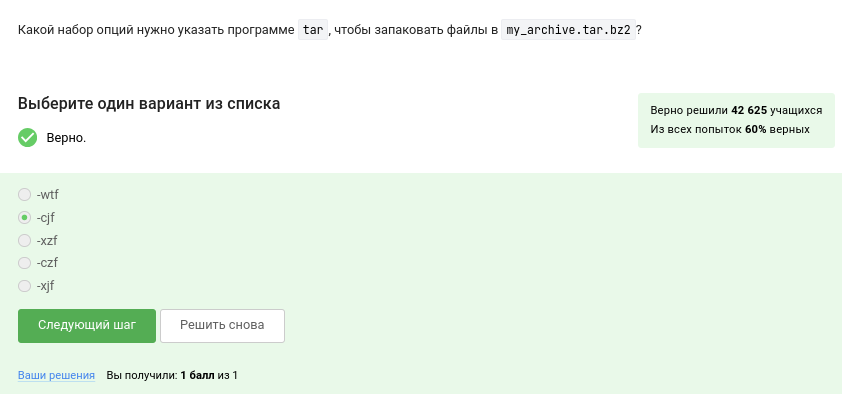 Какой набор опций нужно указать программе tar, чтобы запаковать файлы в my_archive.tar.bz2?
Выберите один вариант из списка
Верно.
Верно решили 42 625 учащихся
Из всех попыток 60% верных
-wtf
-cjf
-xzf
-czf
-xjf
Следующий шаг
Решить снова
Ваши решения Вы получили: 1 балл из 1